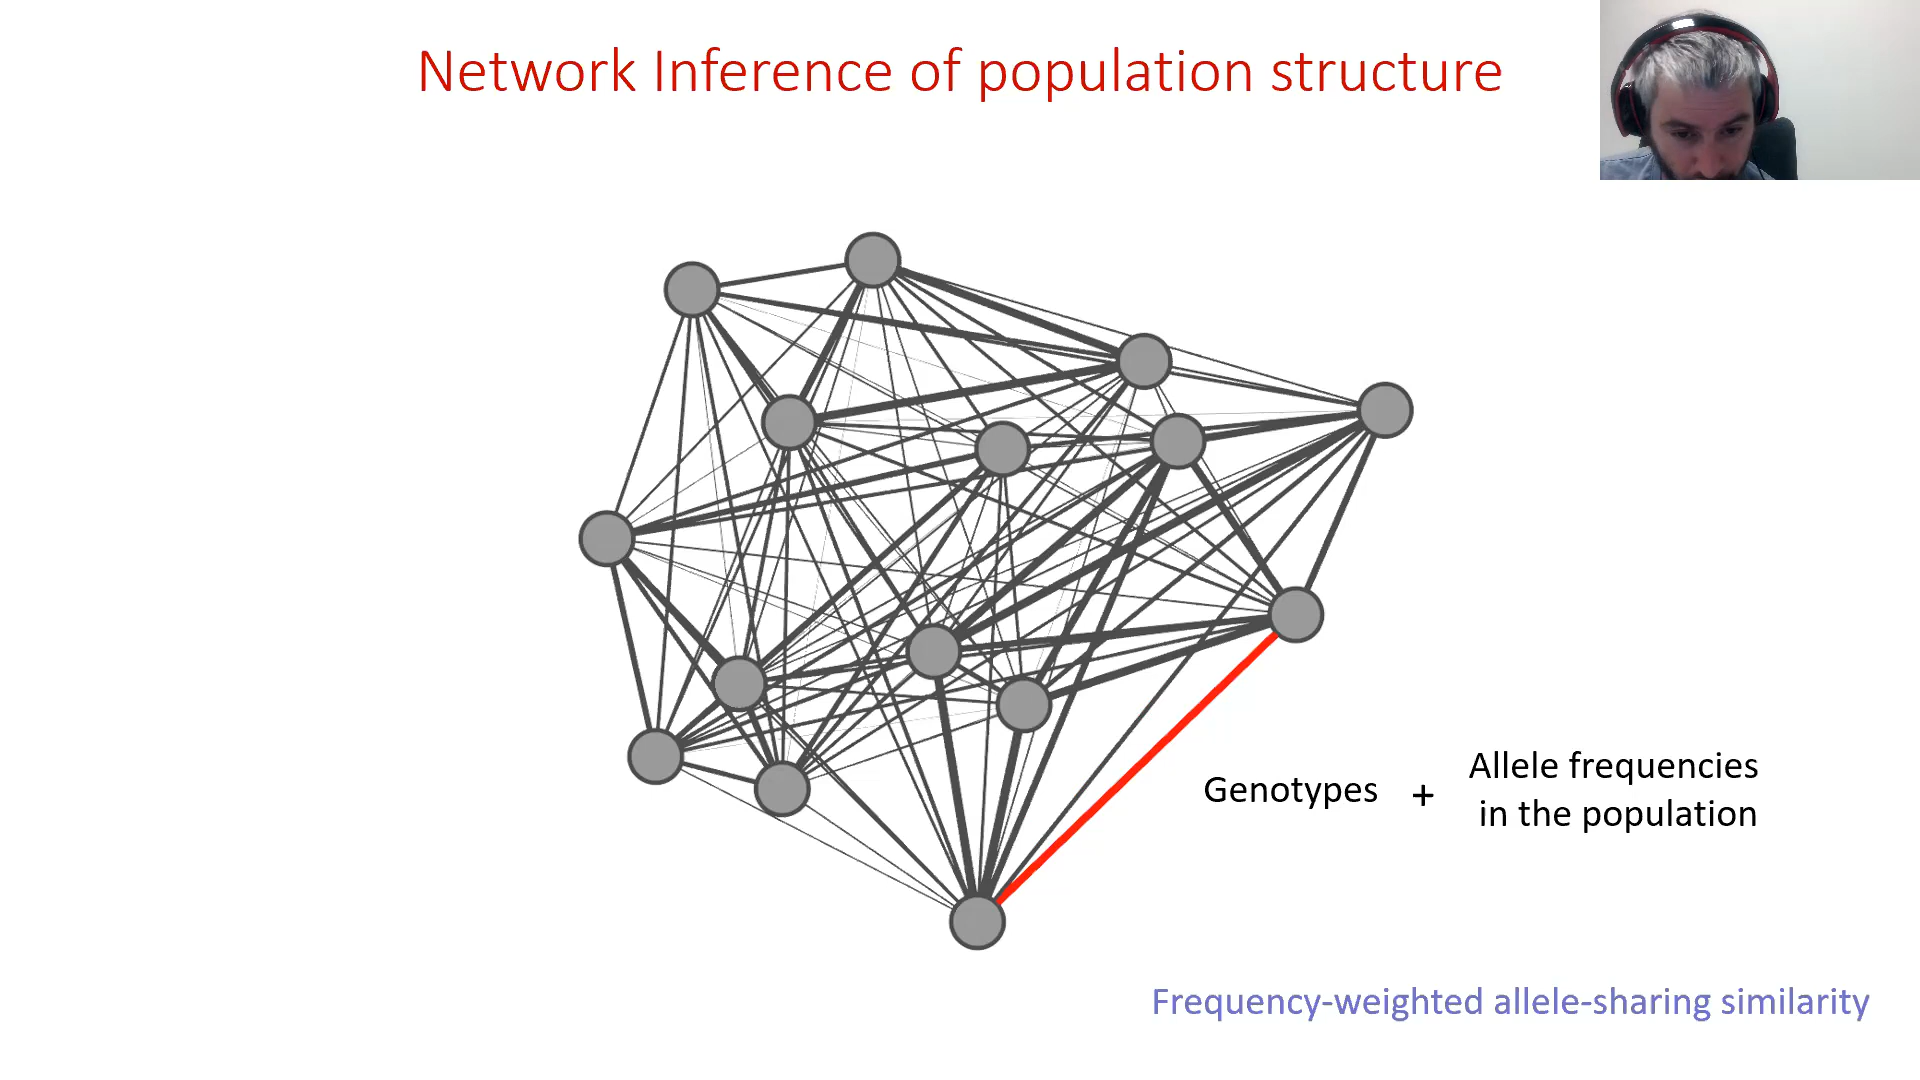 Network Inference of population structure
Genotypes + Allele frequencies
in the population
Frequency-weighted allele-sharing similarity